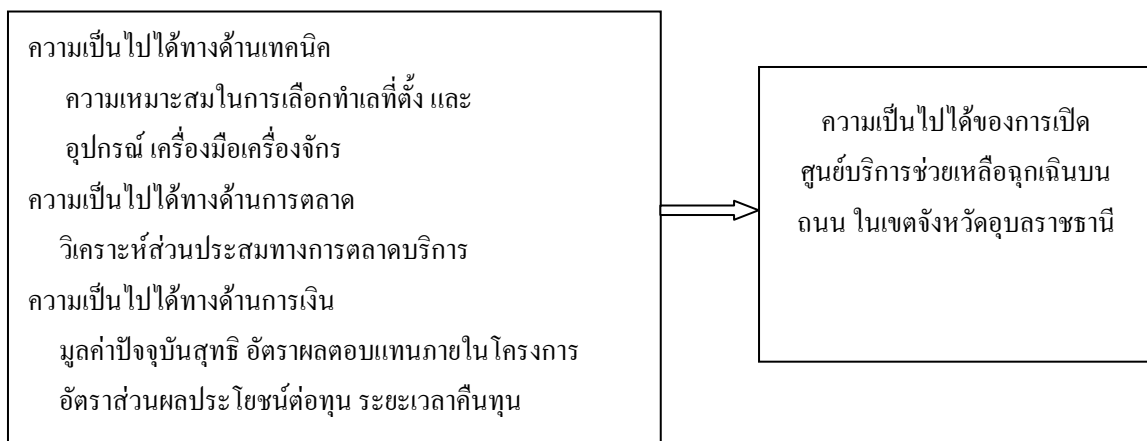 ความเป็นไปได้ทางด้านเทคนิค
ความเหมาะสมในการเลือกทำเลที่ตั้ง และ
อุปกรณ์ เครื่องมือเครื่องจักร
ความเป็นไปได้ทางด้านการตลาด
วิเคราะห์ส่วนประสมทางการตลาดบริการ
ความเป็นไปได้ทางด้านการเงิน
มูลค่าปัจจุบันสุทธิ อัตราผลตอบแทนภายในโครงการ
อัตราส่วนผลประโยชน์ต่อทุน ระยะเวลาคืนทุน
ความเป็นไปได้ของการเปิด
ศูนย์บริการช่วยเหลือฉุกเฉินบน
ถนน ในเขตจังหวัดอุบลราชธานี